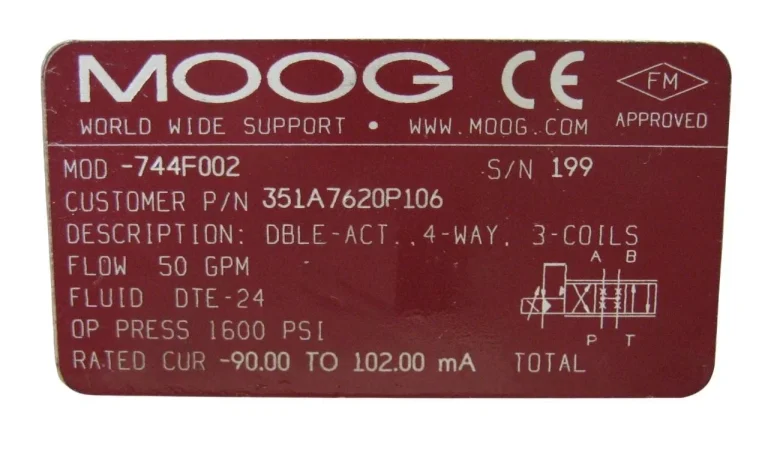 MOOG CE FM
WORLD WIDE SUPPORT • WWW.MOOG.COM APPROVED
MOD -744F002 S/N 199
CUSTOMER P/N 351A7620P106
DESCRIPTION: DBLE-ACT., 4-WAY, 3-COILS
FLOW 50 GPM A B
FLUID DTE-24
OP PRESS 1600 PSI P T
RATED CUR -90.00 TO 102.00 mA TOTAL